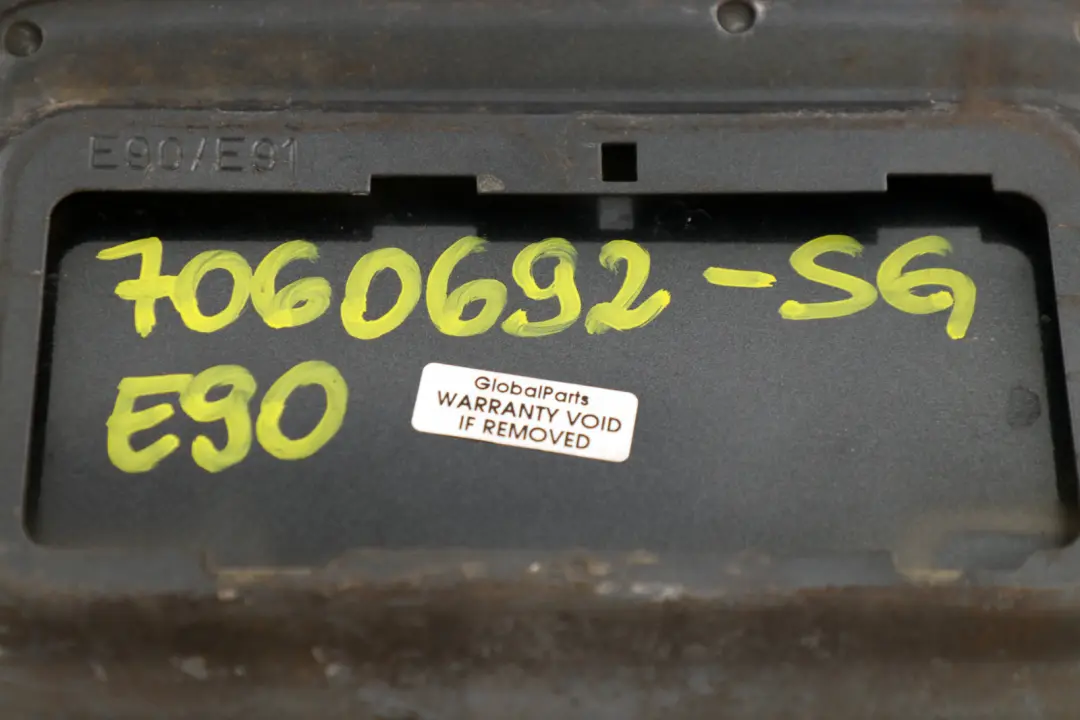 E90/E91
7060692-SG
E90
GlobalParts
WARRANTY VOID
IF REMOVED